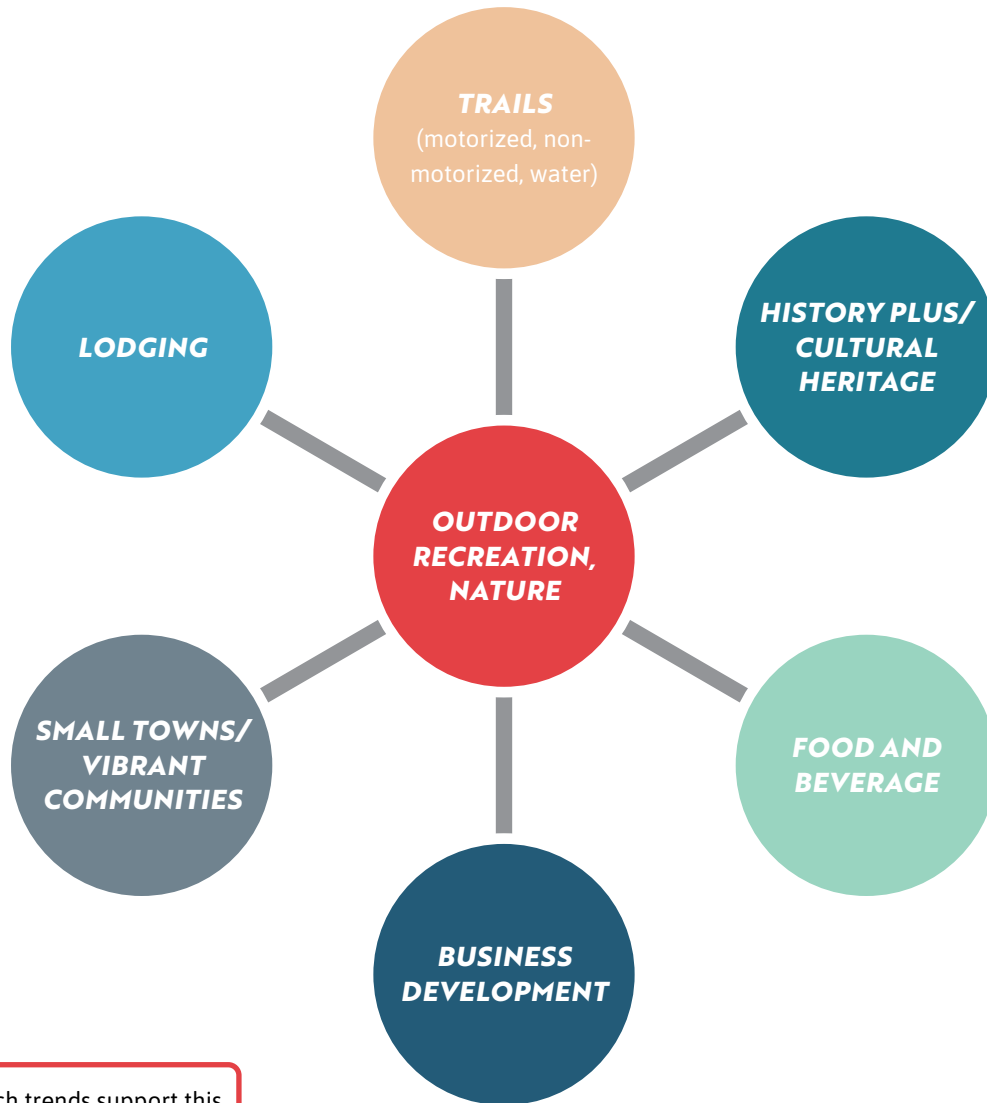 TRAILS
(motorized, non-
motorized, water)
LODGING
HISTORY PLUS/
CULTURAL
HERITAGE
OUTDOOR
RECREATION,
NATURE
SMALL TOWNS/
VIBRANT
COMMUNITIES
FOOD AND
BEVERAGE
BUSINESS
DEVELOPMENT
trends support this